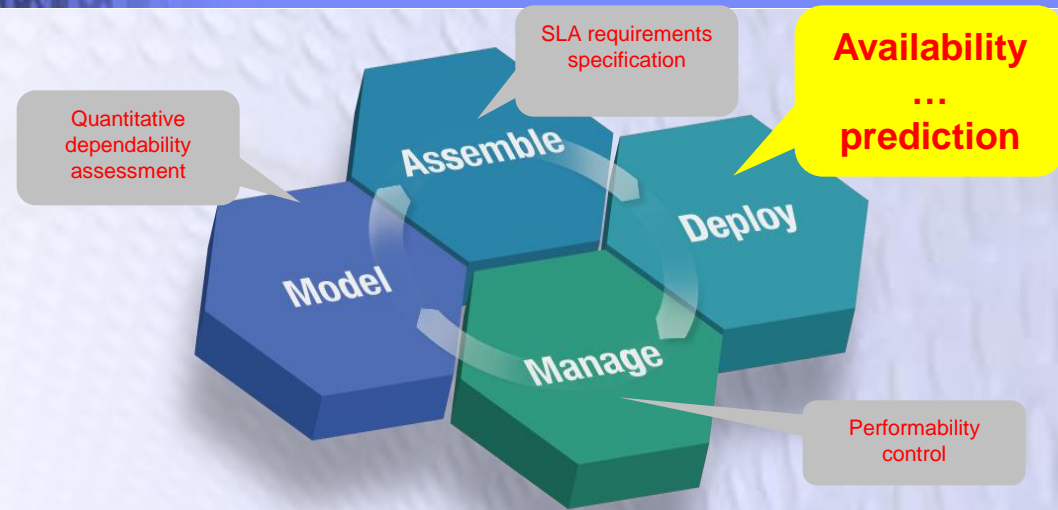 SLA requirements
specification
Availability
…
prediction
Quantitative
dependability
assessment
Assemble
Deploy
Model
Manage
Performability
control